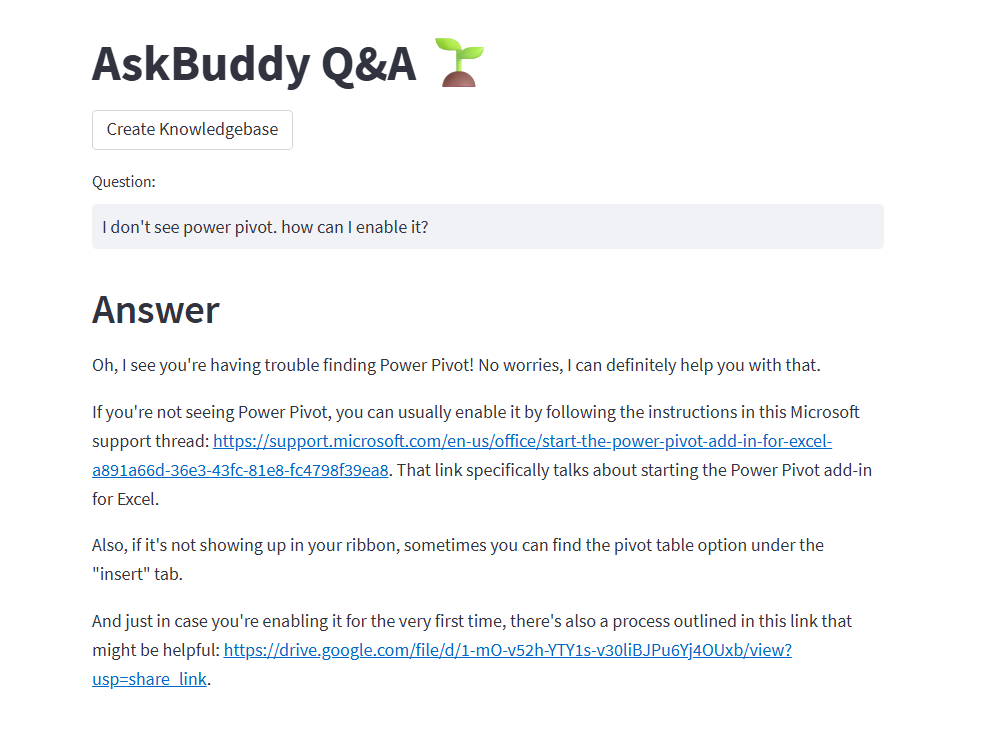 AskBuddy Q&A
Create Knowledgebase
Question:
I don't see power pivot. how can I enable it?
Answer
Oh, I see you're having trouble finding Power Pivot! No worries, I can definitely help you with that.
If you're not seeing Power Pivot, you can usually enable it by following the instructions in this Microsoft
support thread: https://support.microsoft.com/en-us/office/start-the-power-pivot-add-in-for-excel-
a891a66d-36e3-43fc-81e8-fc4798f39ea8. That link specifically talks about starting the Power Pivot add-in
for Excel.
Also, if it's not showing up in your ribbon, sometimes you can find the pivot table option under the
"insert" tab.
And just in case you're enabling it for the very first time, there's also a process outlined in this link that
might be helpful: https://drive.google.com/file/d/1-mO-v52h-YTY1s-v30liBJPu6Yj4OUxb/view?
usp=share_link.